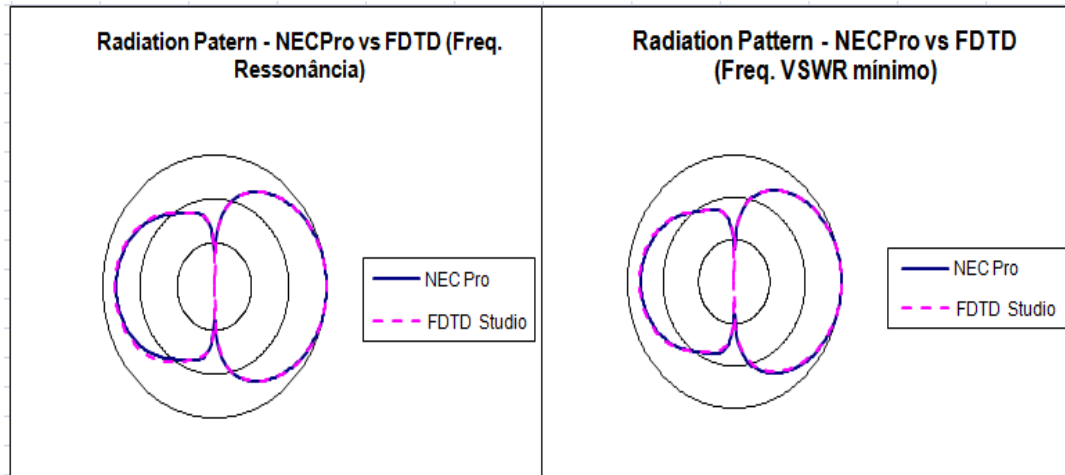 Radiation Patern - NECPro vs FDTD (Freq.
Ressonância)
NEC Pro
FDTD Studio
Radiation Pattern - NECPro vs FDTD
(Freq. VSWR mínimo)
NEC Pro
FDTD Studio